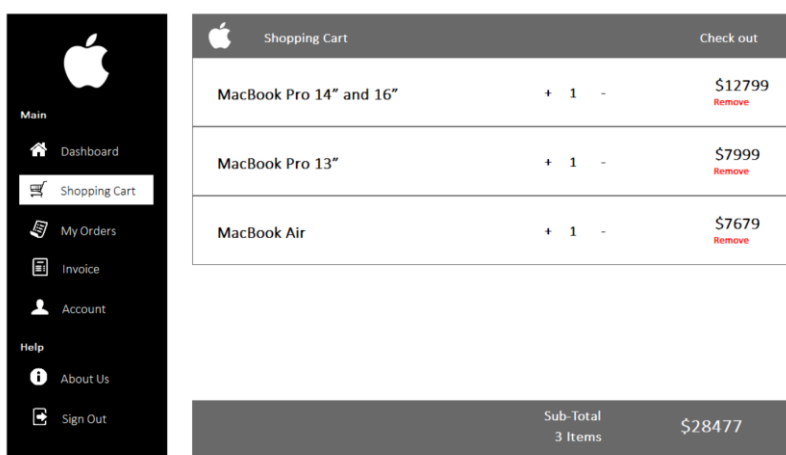 Main
Dashboard
Shopping Cart
My Orders
Invoice
Account
Help
About Us
Sign Out
Shopping Cart Check out
MacBook Pro 14” and 16” + 1 - $12799
Remove
MacBook Pro 13” + 1 - $7999
Remove
MacBook Air + 1 - $7679
Remove
Sub-Total
3 Items $28477